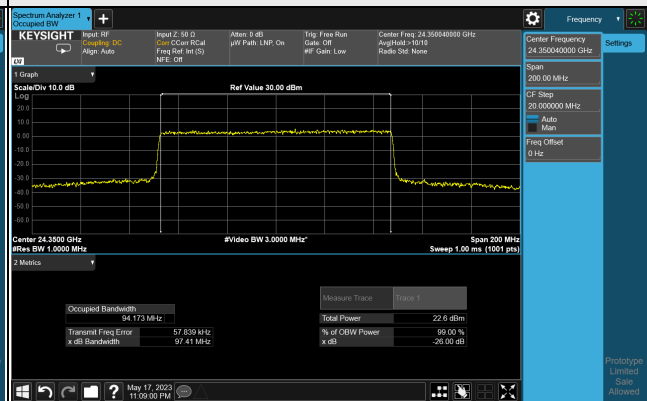 Spectrum Analyzer 1
Occupied BW
Frequency
KEYSIGHT
Input: RF
Coupling: DC
Align: Auto
Input Z: 50 Ω
Corr CCorr RCal
Freq Ref: Int (S)
NFE: Off
Atten: 0 dB
µW Path: LNP, On
Trig: Free Run
Gate: Off
#IF Gain: Low
Center Freq: 24.350040000 GHz
Avg|Hold:>10/10
Radio Std: None
LXI
1 Graph
Scale/Div 10.0 dB
Ref Value 30.00 dBm
Log
20.0
10.0
0.00
-10.0
-20.0
-30.0
-40.0
-50.0
-60.0
Center 24.3500 GHz
#Video BW 3.0000 MHz*
Span 200 MHz
#Res BW 1.0000 MHz
Sweep 1.00 ms (1001 pts)
2 Metrics
Measure Trace
Trace 1
Occupied Bandwidth
94.173 MHz
Total Power
22.6 dBm
Transmit Freq Error
57.839 kHz
% of OBW Power
99.00 %
x dB Bandwidth
97.41 MHz
x dB
-26.00 dB
Center Frequency
24.350040000 GHz
Settings
Span
200.00 MHz
CF Step
20.000000 MHz
Auto
Man
Freq Offset
0 Hz
Prototype
Limited
Sale
Allowed
May 17, 2023
11:09:00 PM